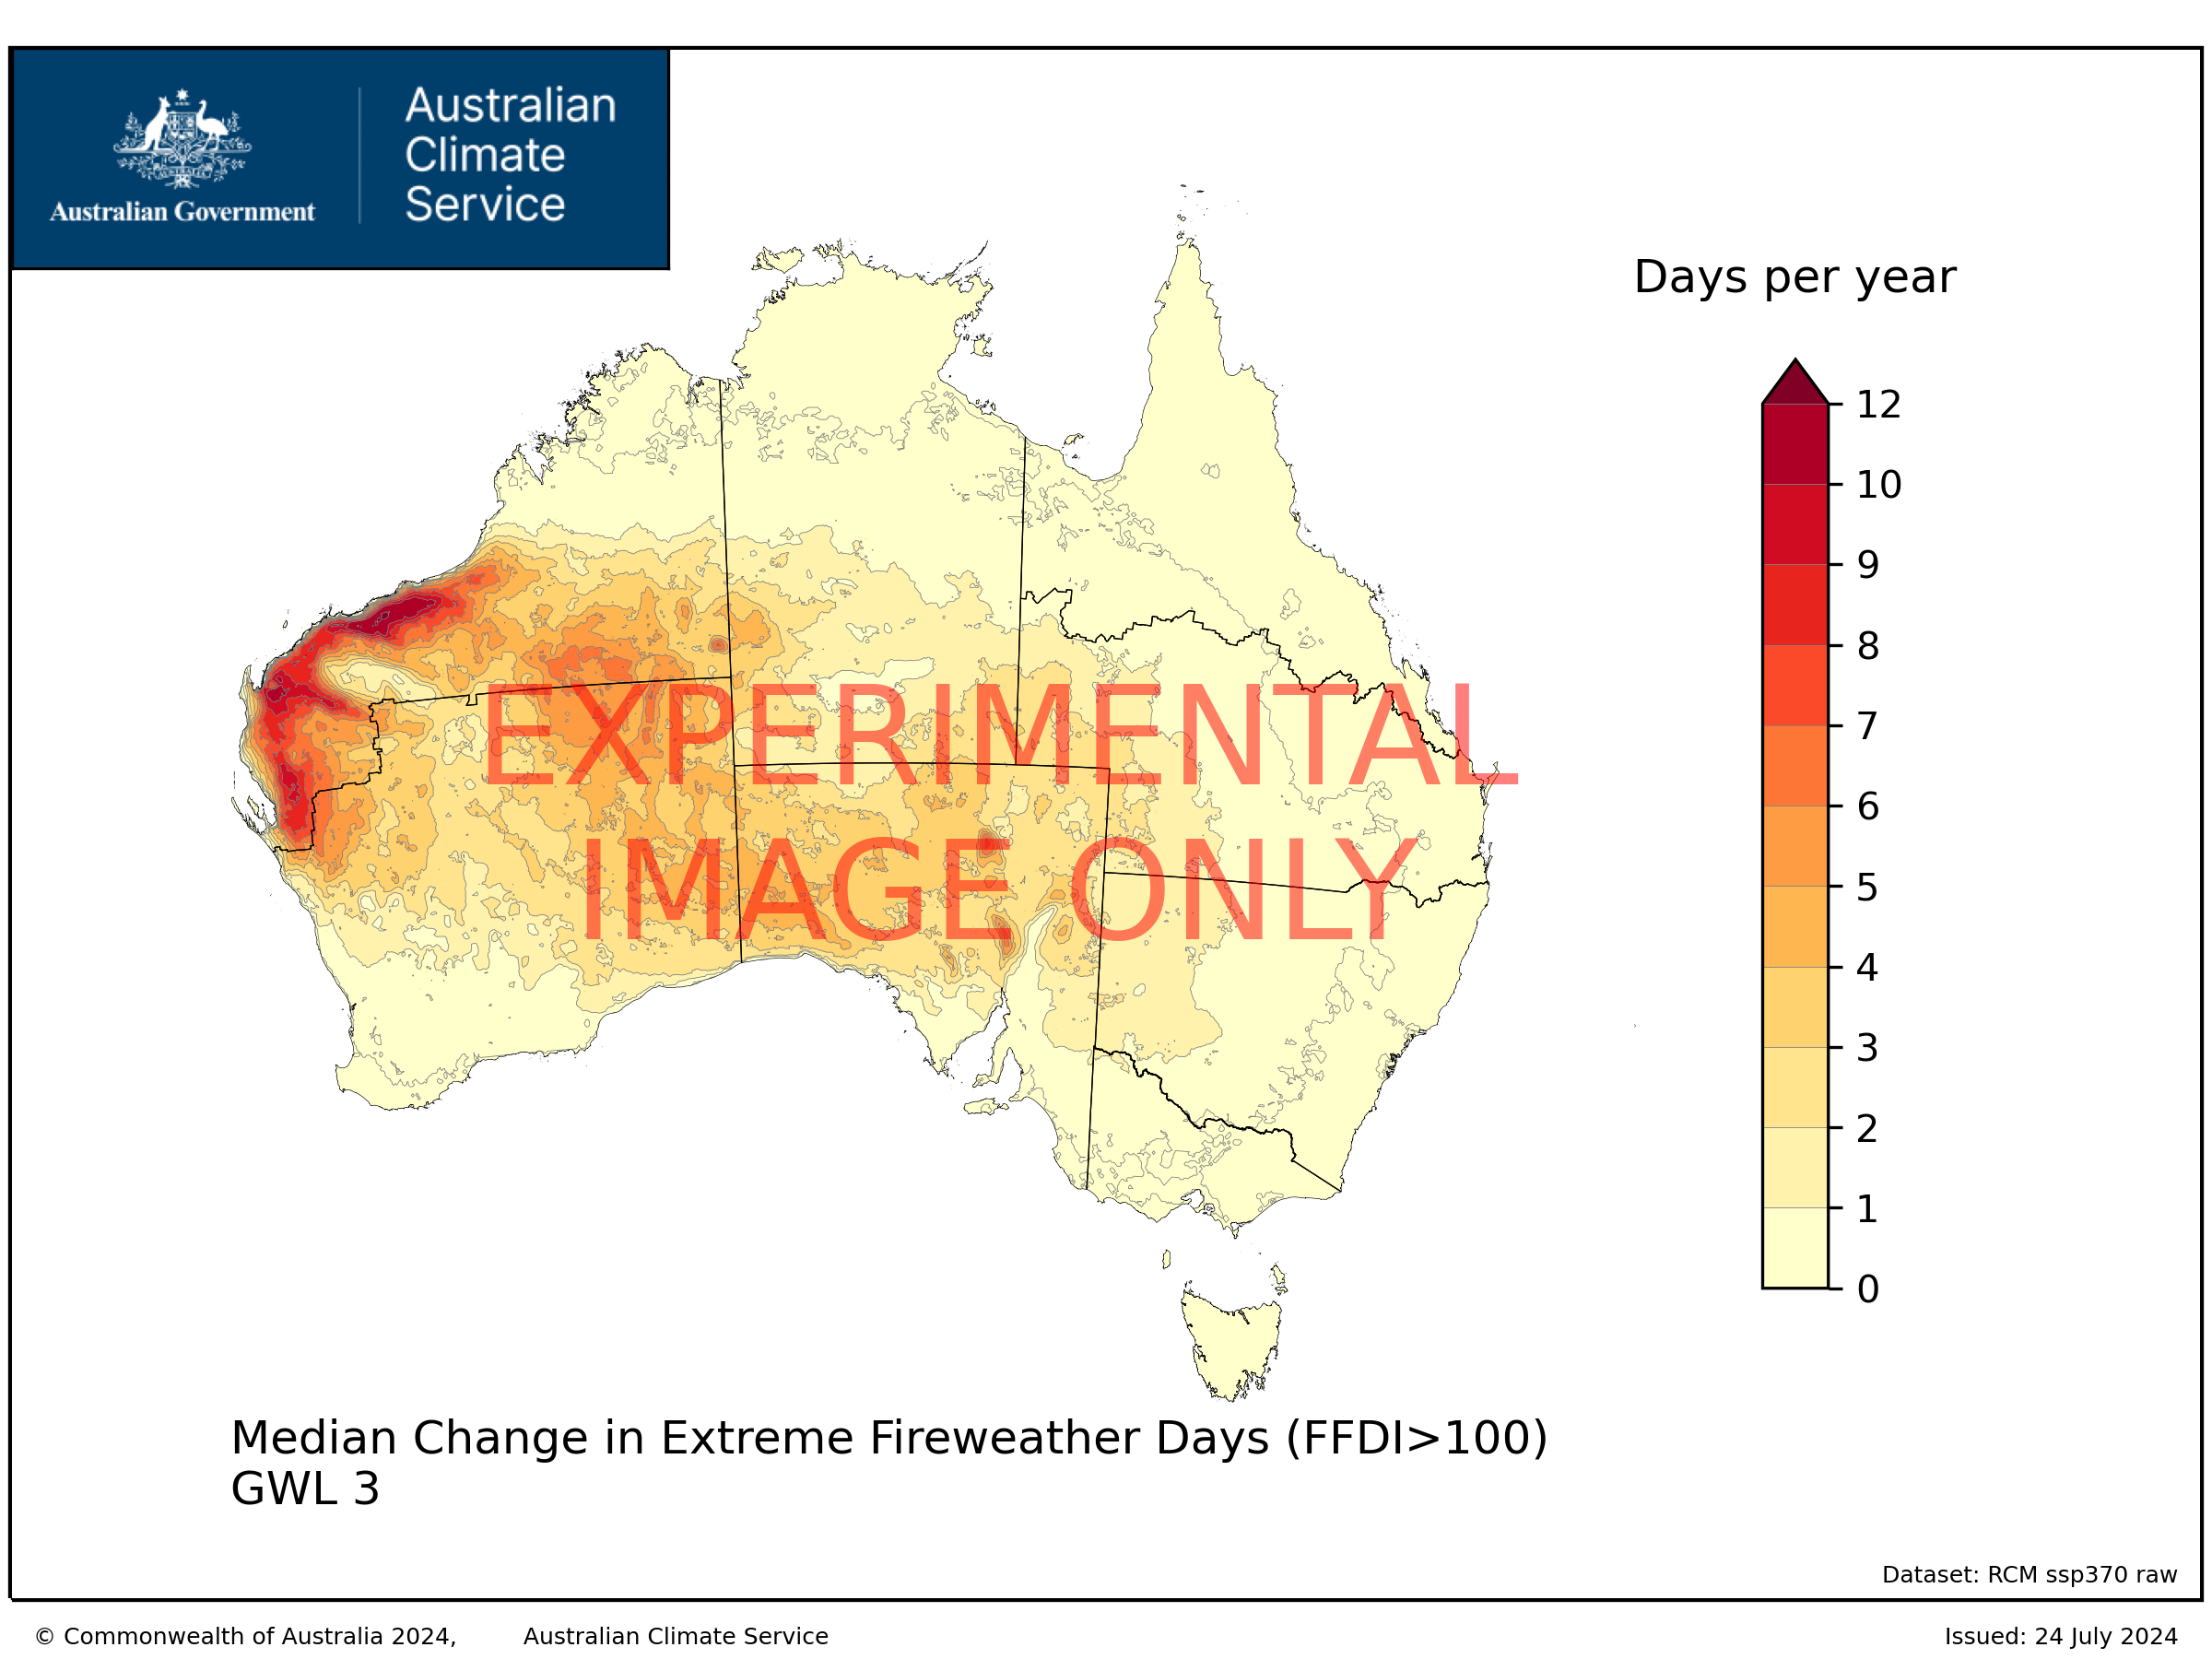 Australian Government
Australian
Climate
Service
Days per year
12
10
9
8
7
6
5
4
3
2
1
0
EXPERIMENTAL
IMAGE ONLY
Median Change in Extreme Fireweather Days (FFDI>100)
GWL 3
Dataset: RCM ssp370 raw
© Commonwealth of Australia 2024, Australian Climate Service
Issued: 24 July 2024